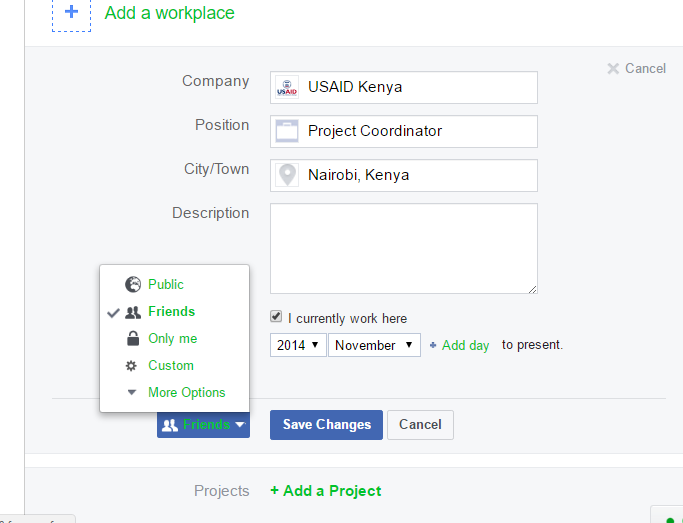 + Add a workplace
Cancel
Company USAID USAID Kenya
Position Project Coordinator
City/Town Nairobi, Kenya
Description
Public
Friends
Only me
Custom
More Options
I currently work here
2014 November + Add day to present.
Friends Save Changes Cancel
Projects + Add a Project